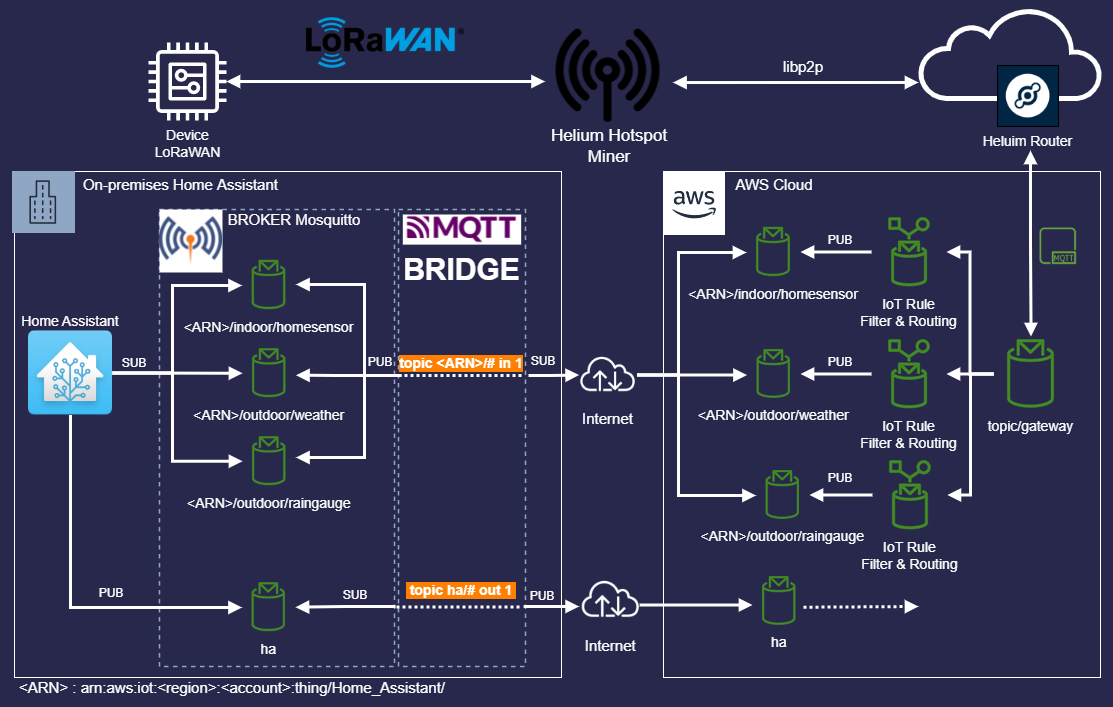 LoRaWAN
libp2p
Device
LoRaWAN
Helium Hotspot
Miner
Heluim Router
On-premises Home Assistant
aws
AWS Cloud
BROKER Mosquitto
MQTT
BRIDGE
MQTT
Home Assistant
SUB
<ARN>/indoor/homesensor
<ARN>/outdoor/weather
<ARN>/outdoor/raingauge
PUB
topic <ARN>/# in 1
SUB
Internet
<ARN>/indoor/homesensor
PUB
IoT Rule
Filter & Routing
<ARN>/outdoor/weather
PUB
IoT Rule
Filter & Routing
topic/gateway
<ARN>/outdoor/raingauge
PUB
IoT Rule
Filter & Routing
PUB
ha
SUB
topic ha/# out 1
PUB
Internet
ha
<ARN> : arn:aws:iot:<region>:<account>:thing/Home_Assistant/